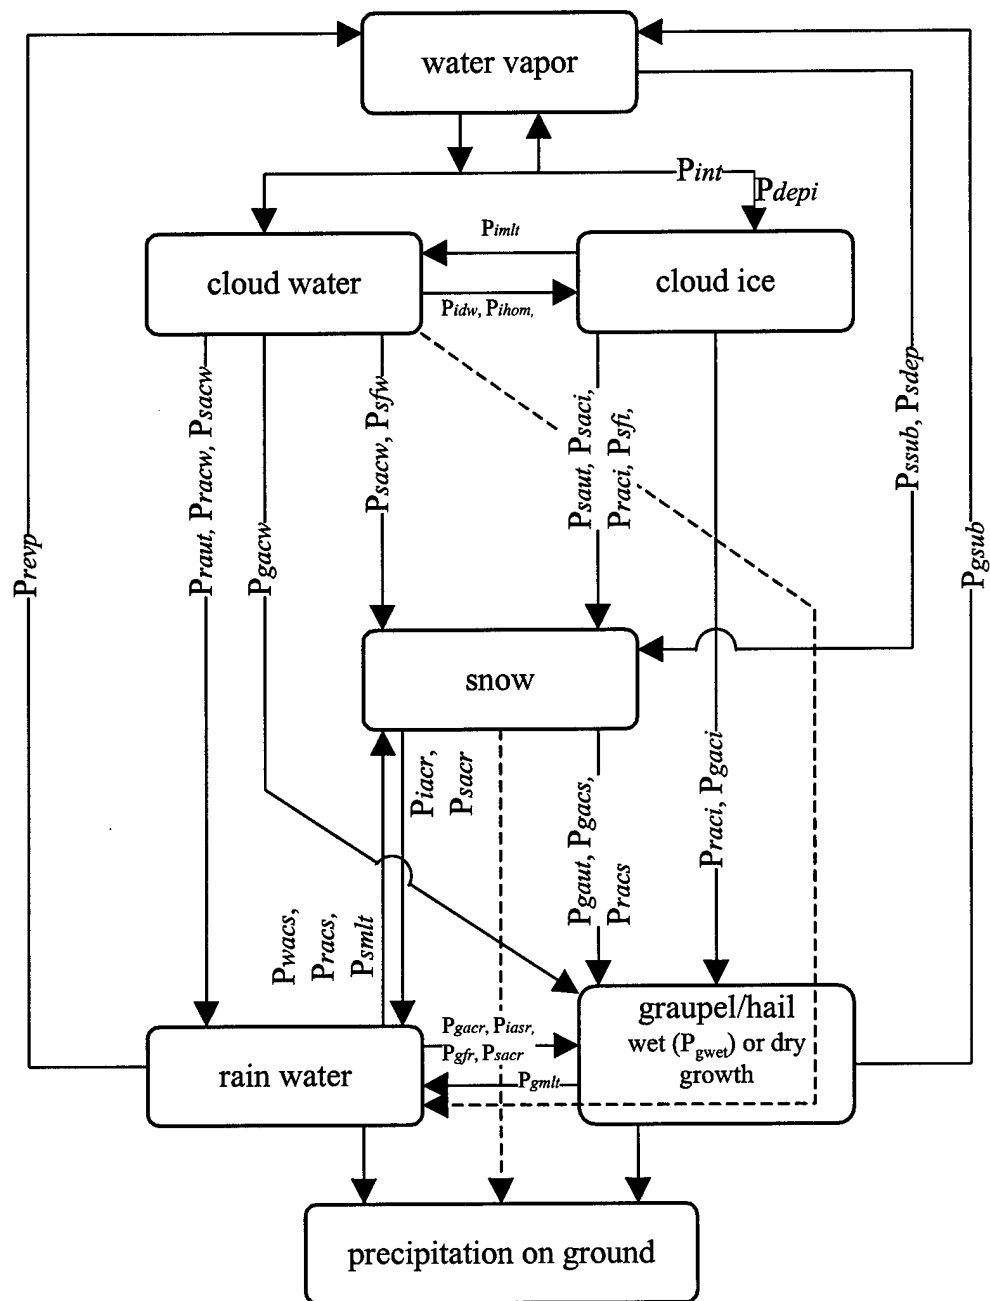 water vapor
Pint
Pdepi
Pimlt
cloud water
cloud ice
Pidw, Pihom,
Praut, Pracw, Psacw
Pgacw
Psacw, Psfw
Psaut, Psaci,
Praci, Psfi,
Pssub, Psdep
Prevp
Pgsub
snow
Piacr,
Psacr
Pgaut, Pgacs,
Pracs
Praci, Pgaci
Pwacs,
Pracs,
Psmlt
graupel/hail
wet (Pgwet) or dry
growth
Pgacr, Piasr,
Pgfr, Psacr
Pgmlt
rain water
precipitation on ground